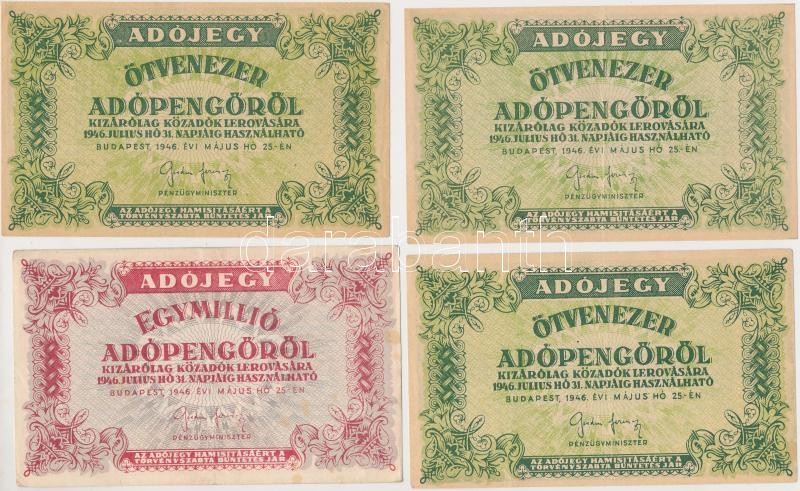 ADÓJEGY
ÖTVENEZER
ADÓPENGŐRŐL
KIZÁRÓLAG KÖZADÓK LEROVÁSÁRA
1946.JULIUS HÓ 31. NAPJÁIG HASZNÁLHATÓ
BUDAPEST, 1946. ÉVI MÁJUS HÓ 25.-ÉN
PÉNZÜGYMINISZTER
AZ ADÓJEGY HAMISITÁSÁÉRT A
TÖRVÉNYSZABTA BÜNTETÉS JÁR
ADÓJEGY
ÖTVENEZER
ADÓPENGŐRŐL
KIZÁRÓLAG KÖZADÓK LEROVÁSÁRA
1946.JULIUS HÓ 31. NAPJÁIG HASZNÁLHATÓ
BUDAPEST, 1946. ÉVI MÁJUS HÓ 25.-ÉN
PÉNZÜGYMINISZTER
AZ ADÓJEGY HAMISITÁSÁÉRT A
TÖRVÉNYSZABTA BÜNTETÉS JÁR
darabanth
ADÓJEGY
EGYMILLIÓ
ADÓPENGŐRŐL
KIZÁRÓLAG KÖZADÓK LEROVÁSÁRA
1946.JULIUS HÓ 31. NAPJÁIG HASZNÁLHATÓ
BUDAPEST, 1946. ÉVI MÁJUS HÓ 25-ÉN
PÉNZÜGYMINISZTER
AZ ADÓJEGY HAMISITÁSÁÉRT A
TÖRVÉNYSZABTA BÜNTETÉS JÁR
ADÓJEGY
ÖTVENEZER
ADÓPENGŐRŐL
KIZÁRÓLAG KÖZADÓK LEROVÁSÁRA
1946.JULIUS HÓ 31. NAPJÁIG HASZNÁLHATÓ
BUDAPEST, 1946. ÉVI MÁJUS HÓ 25.-ÉN
PÉNZÜGYMINISZTER
AZ ADÓJEGY HAMISITÁSÁÉRT A
TÖRVÉNYSZABTA BÜNTETÉS JÁR